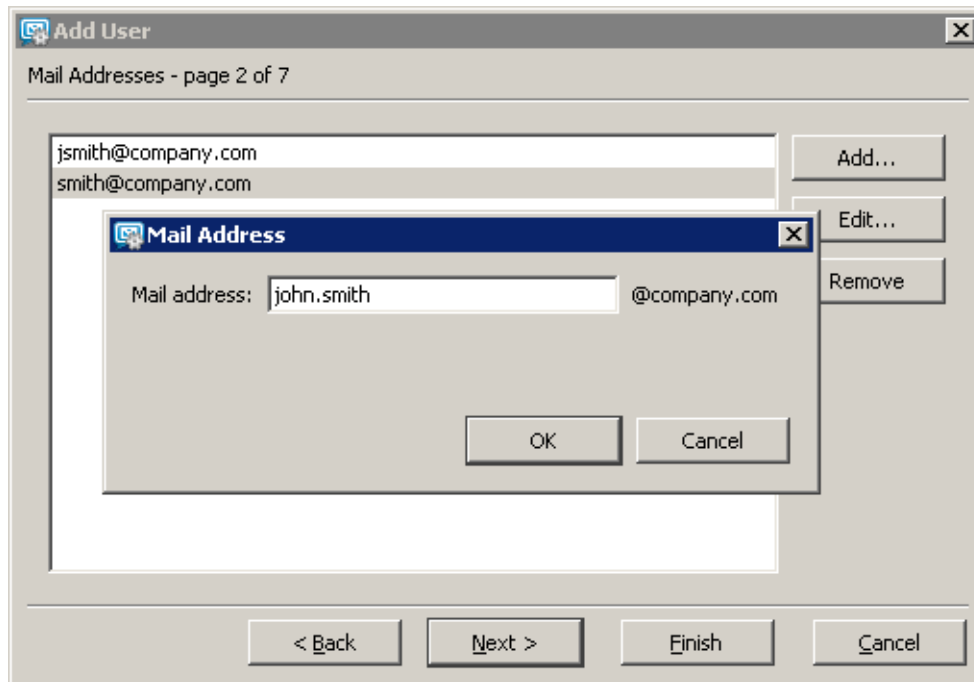 Add User
Mail Addresses - page 2 of 7
jsmith@company.com
smith@company.com
Add...
Edit...
Remove
Mail Address
Mail address: john.smith @company.com
OK Cancel
< Back Next > Finish Cancel